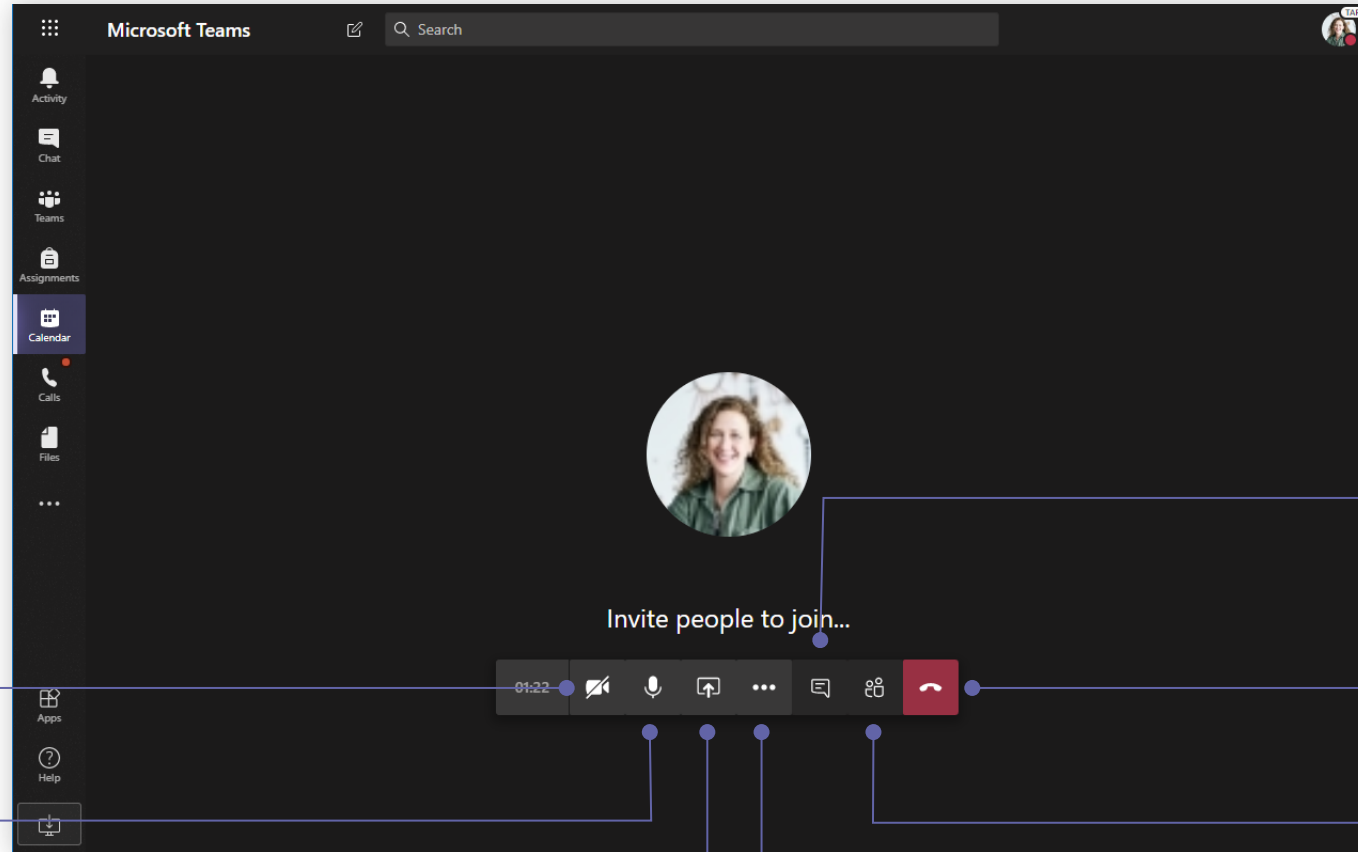 Microsoft Teams
Search
Activity
Chat
Teams
Assignments
Calendar
Calls
Files
Invite people to join...
01:22
Apps
Help